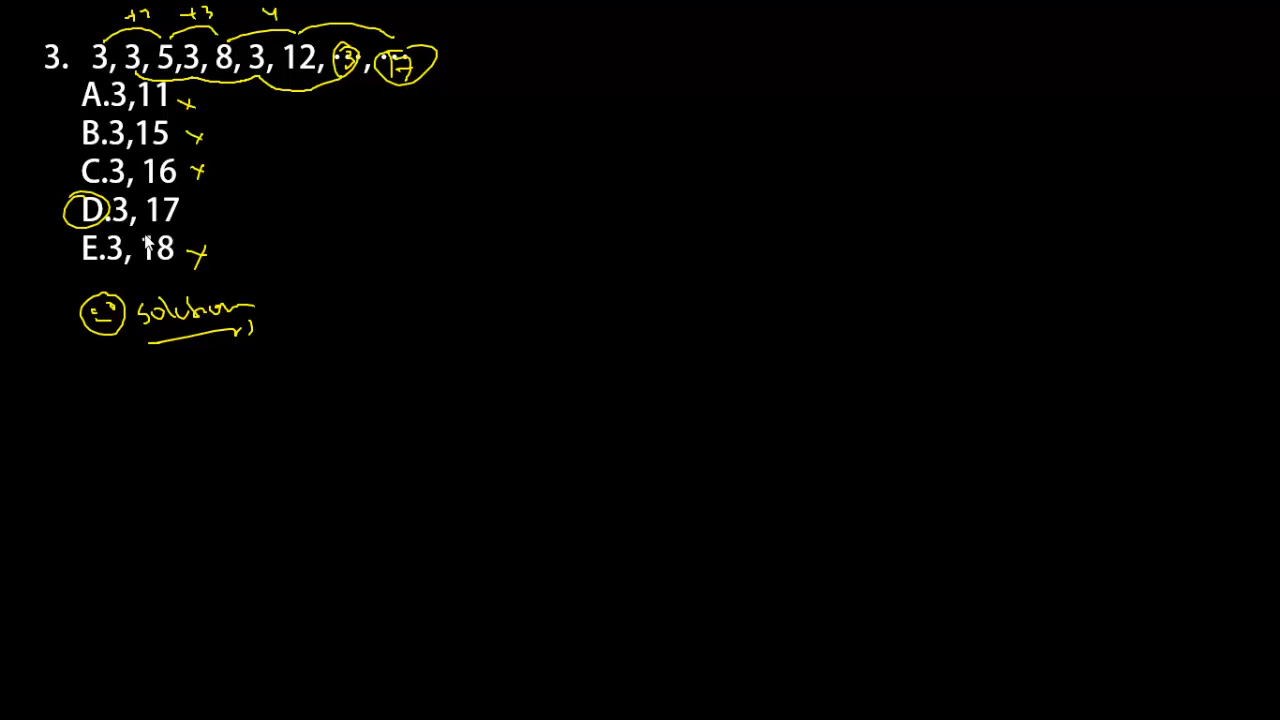 +2 +3 4
3. 3, 3, 5,3, 8, 3, 12, 3, 17
A.3,11 x
B.3,15 x
C.3, 16 x
D.3, 17
E.3, 18 x
solution